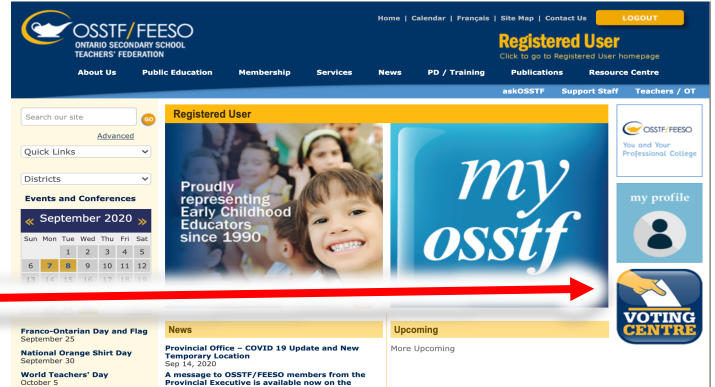 Home | Calendar | Français | Site Map | Contact Us
LOGOUT
OSSTF/FEESO
ONTARIO SECONDARY SCHOOL
TEACHERS' FEDERATION
Registered User
Click to go to Registered User homepage
About Us Public Education Membership Services News PD / Training Publications Resource Centre
askOSSTF Support Staff Teachers / OT
Search our site
GO
Advanced
Quick Links
Districts
Events and Conferences
« September 2020 »
Sun Mon Tue Wed Thu Fri Sat
1 2 3 4 5
6 7 8 9 10 11 12
13 14 15 16 17 18 19
Franco-Ontarian Day and Flag
September 25
National Orange Shirt Day
September 30
World Teachers' Day
October 5
Registered User
Proudly
representing
Early Childhood
Educators
since 1990
my
osstf
News
Provincial Office – COVID 19 Update and New
Temporary Location
Sep 14, 2020
A message to OSSTF/FEESO members from the
Provincial Executive is available now on the
Upcoming
More Upcoming
OSSTF/FEESO
You and Your
Professional College
my profile
VOTING
CENTRE